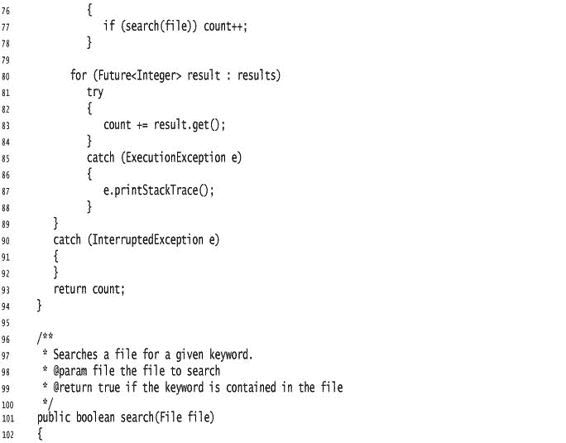 76 {
77 if (search(file)) count++;
78 }
79
80 for (Future<Integer> result : results)
81 try
82 {
83 count += result.get();
84 }
85 catch (ExecutionException e)
86 {
87 e.printStackTrace();
88 }
89 }
90 catch (InterruptedException e)
91 {
92 }
93 return count;
94 }
95
96 /**
97 * Searches a file for a given keyword.
98 * @param file the file to search
99 * @return true if the keyword is contained in the file
100 */
101 public boolean search(File file)
102 {